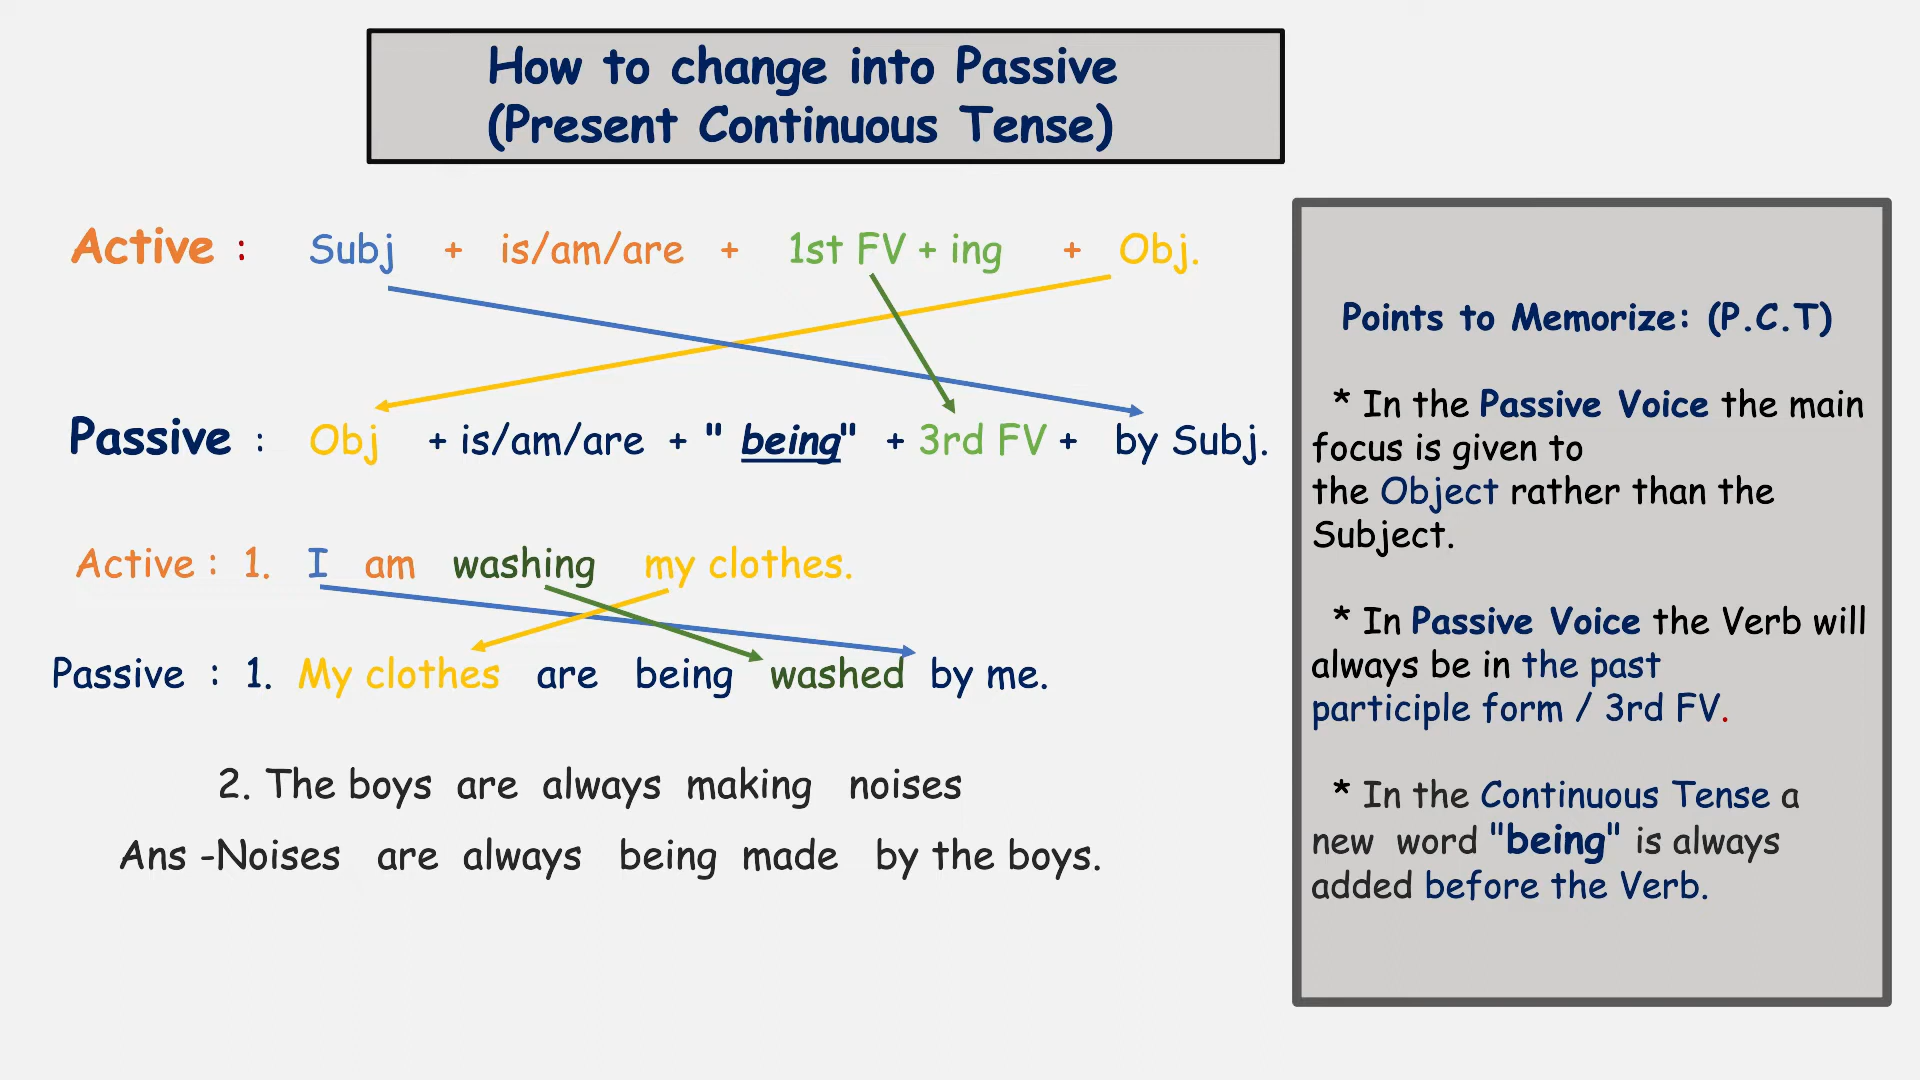 How to change into Passive
(Present Continuous Tense)
Active : Subj + is/am/are + 1st FV + ing + Obj.
Passive : Obj + is/am/are + " being" + 3rd FV + by Subj.
Active : 1. I am washing my clothes.
Passive : 1. My clothes are being washed by me.
2. The boys are always making noises
Ans -Noises are always being made by the boys.
Points to Memorize: (P.C.T)
* In the Passive Voice the main
focus is given to
the Object rather than the
Subject.
* In Passive Voice the Verb will
always be in the past
participle form / 3rd FV.
* In the Continuous Tense a
new word "being" is always
added before the Verb.